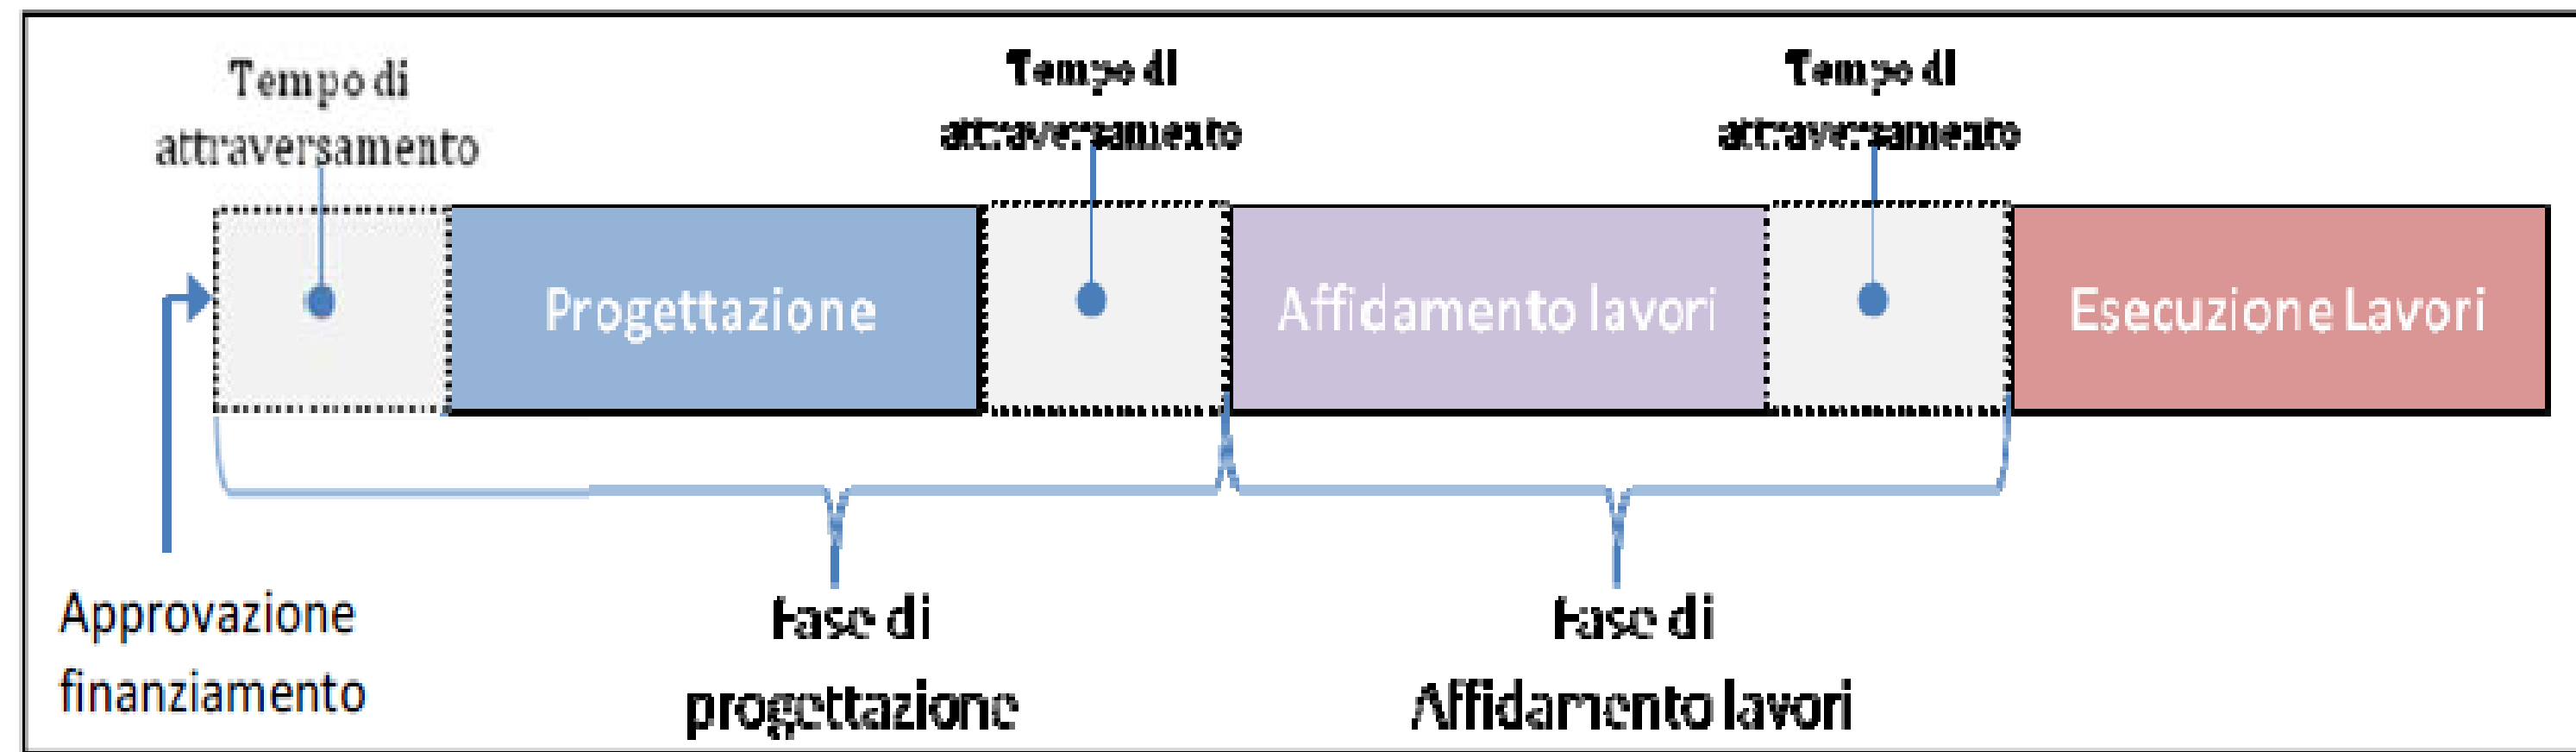 Tempo di
attraversamento
Tempo di
attraversamento
Tempo di
attraversamento
Progettazione
Affidamento lavori
Esecuzione Lavori
Approvazione
finanziamento
Fase di
progettazione
Fase di
Affidamento lavori